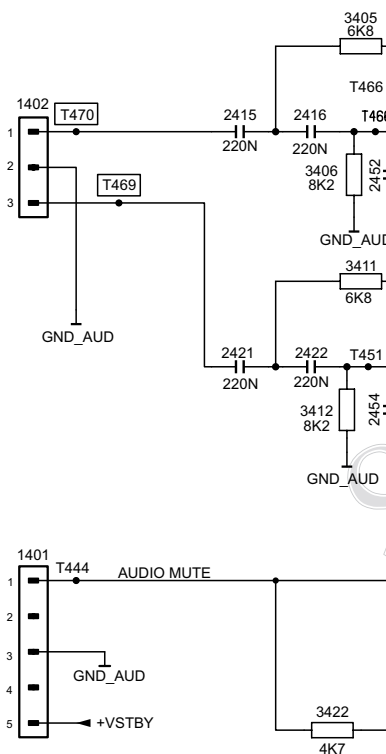 3405
6K8
T466
1402
T470
2415
2416
T466
1
220N
220N
2
T469
3406
8K2
2452
3
GND_AUD
3411
6K8
GND_AUD
2421
2422
T451
220N
220N
3412
8K2
2454
GND_AUD
1401
T444
AUDIO MUTE
1
2
3
GND_AUD
4
3422
5
+VSTBY
4K7